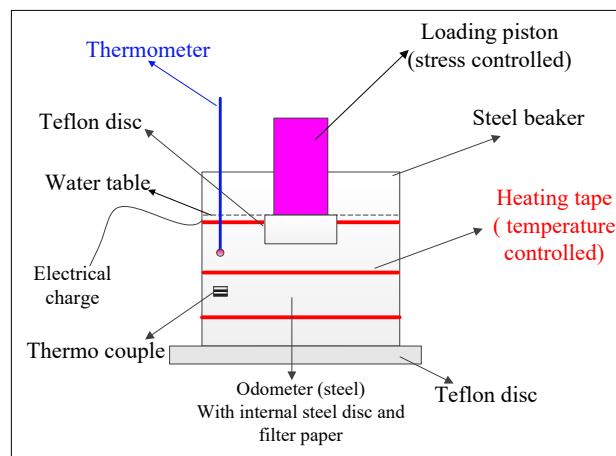 Thermometer
Loading piston
(stress controlled)
Teflon disc
Steel beaker
Water table
Heating tape
( temperature
controlled)
Electrical
charge
Thermo couple
Odometer (steel)
With internal steel disc and
filter paper
Teflon disc